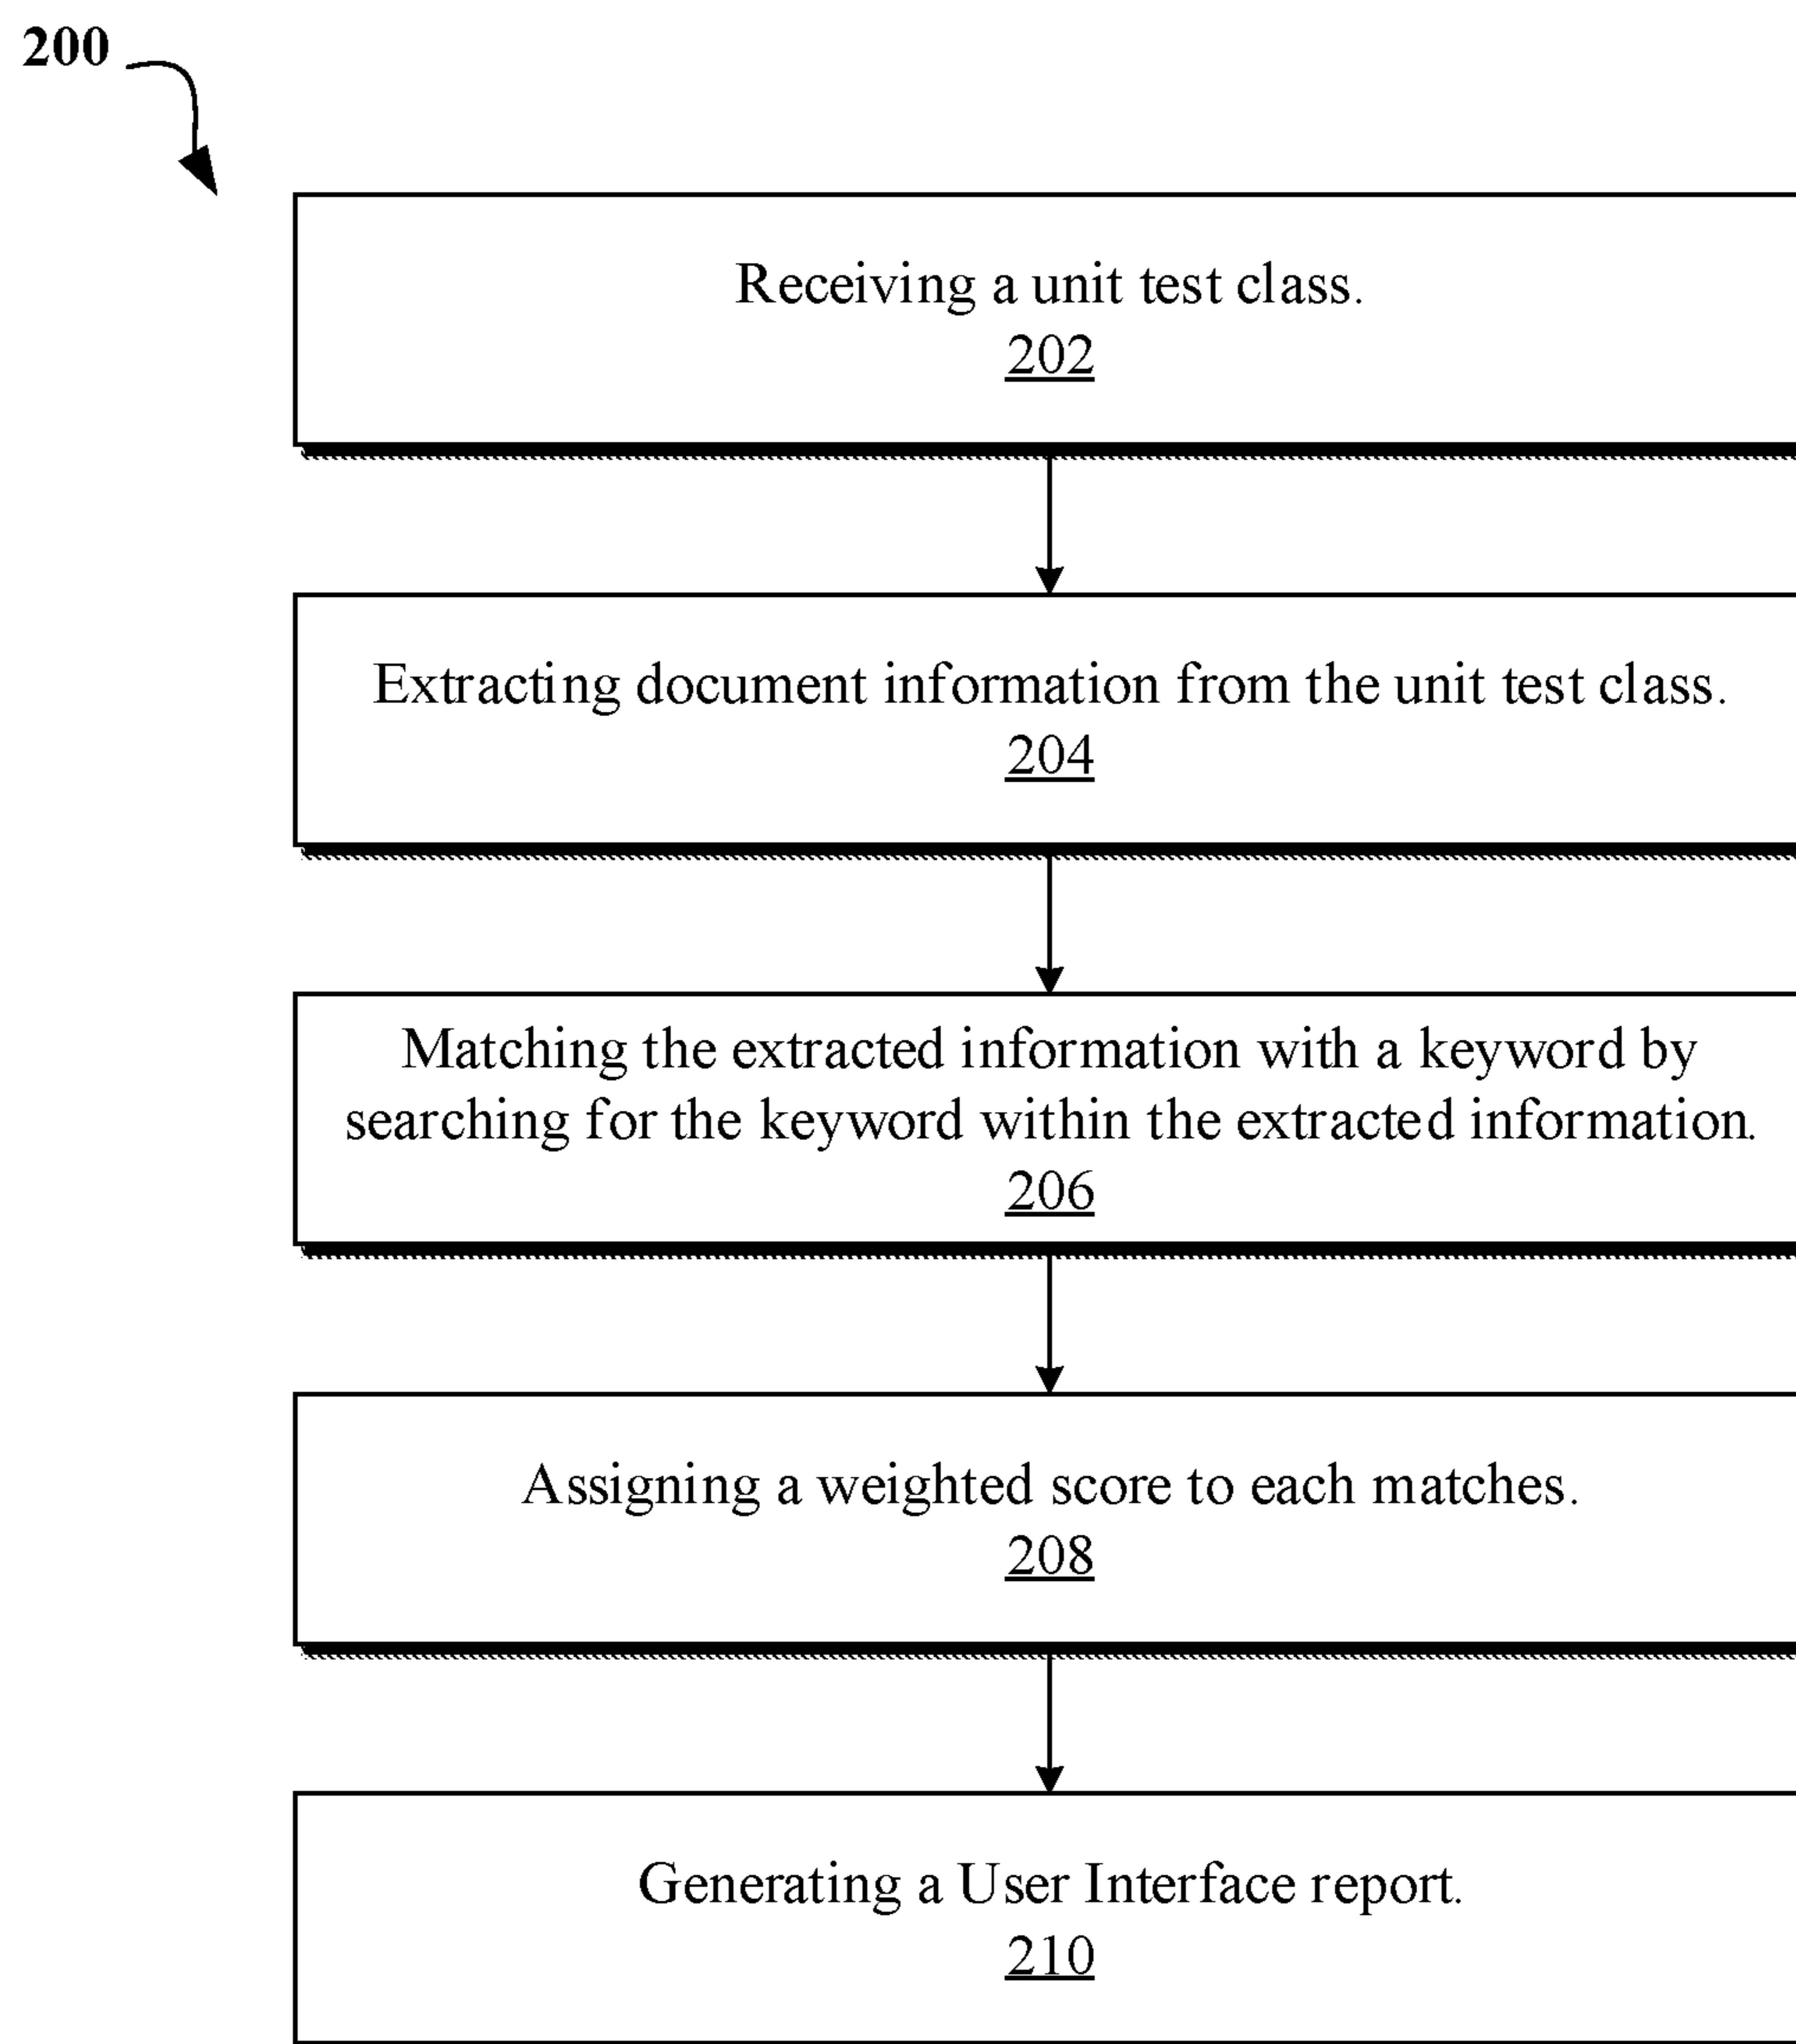 200
Receiving a unit test class.
202
Extracting document information from the unit test class.
204
Matching the extracted information with a keyword by
searching for the keyword within the extracted information.
206
Assigning a weighted score to each matches.
208
Generating a User Interface report.
210